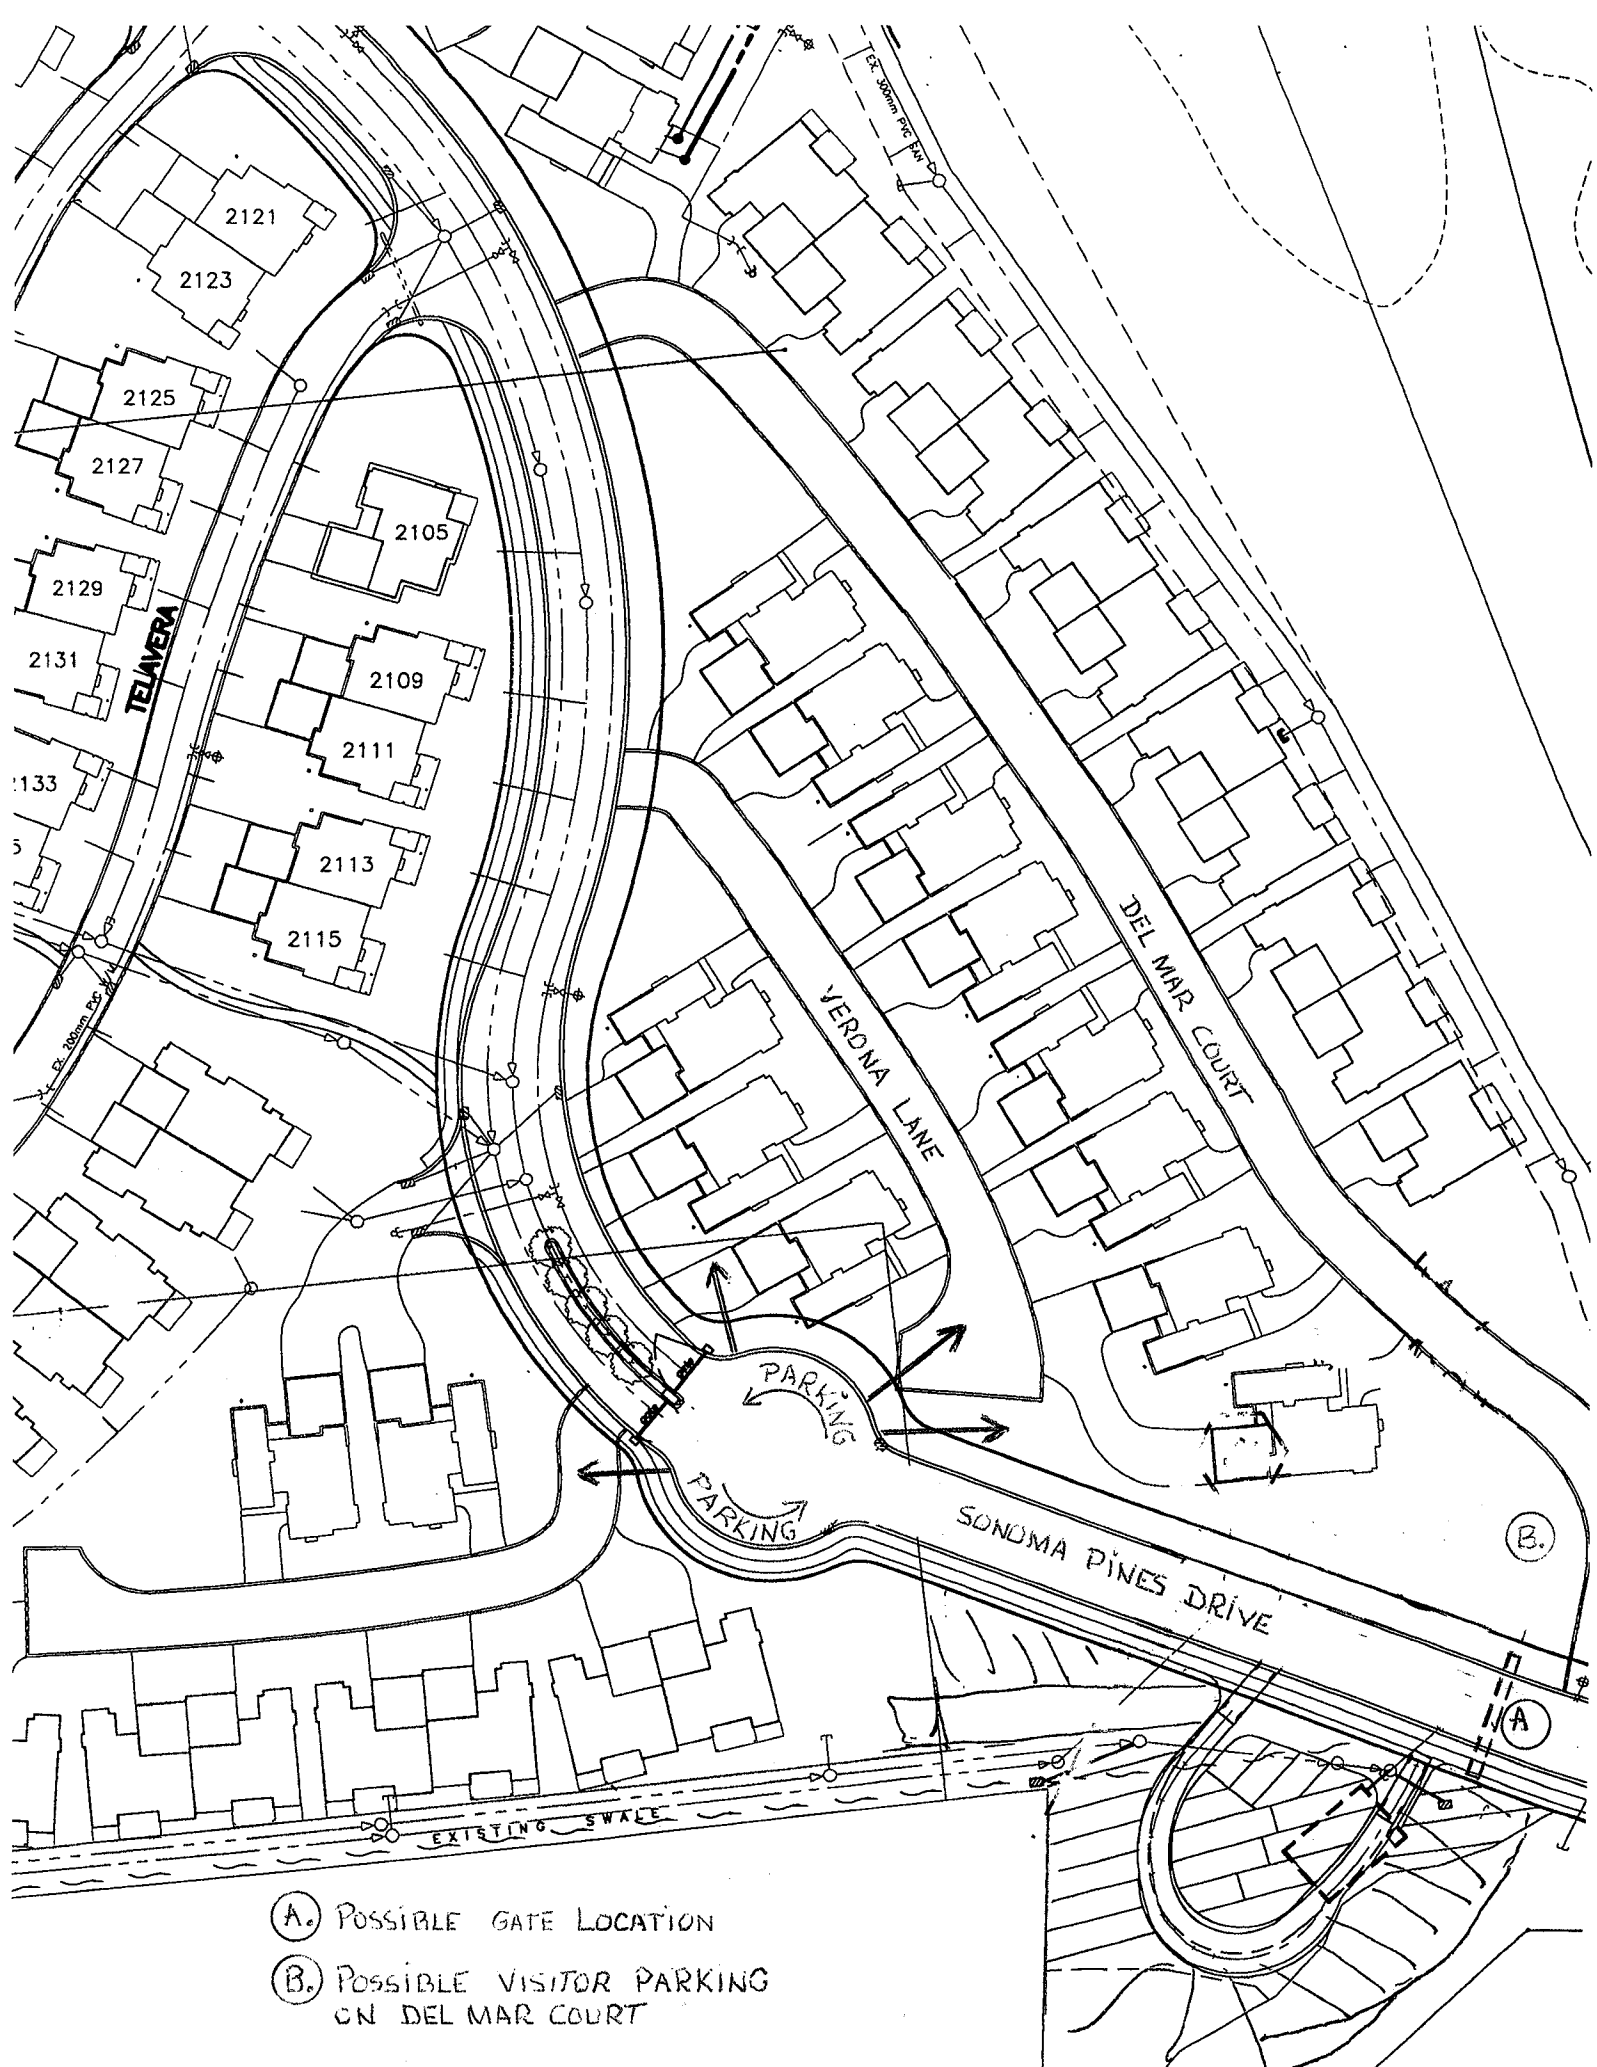 EX. 300mm PVC SAN
2121
2123
2125
2127
2105
2129
2131
TELAVERA
2109
2111
2133
2113
2115
EX. 200mm PVC
DEL MAR COURT
VERONA LANE
PARKING
PARKING
SONOMA PINES DRIVE
B.
A
EXISTING SWALE
A. POSSIBLE GATE LOCATION
B. POSSIBLE VISITOR PARKING
ON DEL MAR COURT